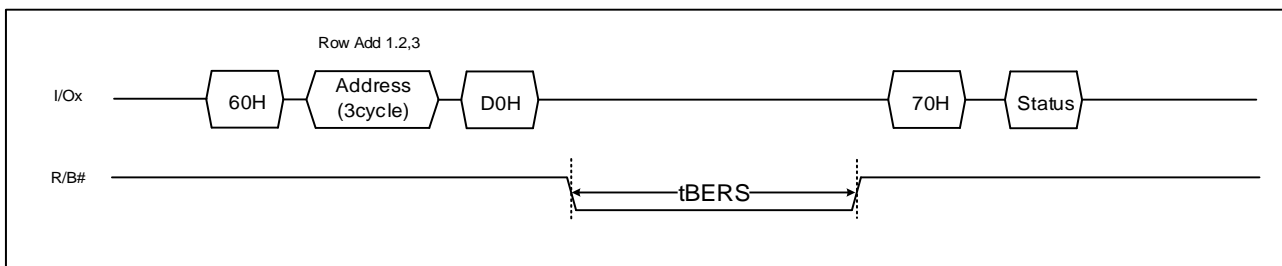 Row Add 1.2,3
I/Ox
60H
Address
(3cycle)
D0H
70H
Status
R/B#
tBERS